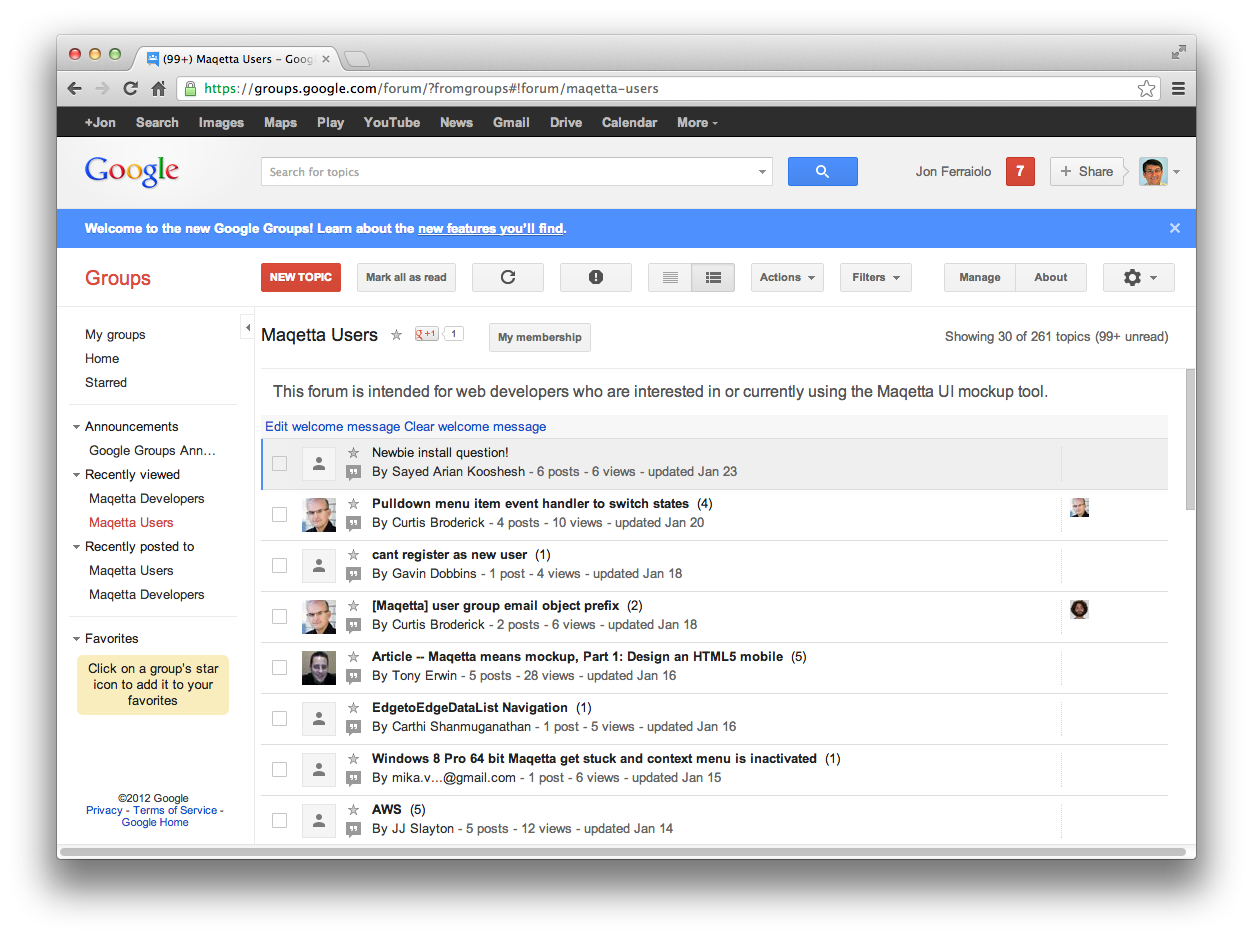 (99+) Maqetta Users – Goog
https://groups.google.com/forum/?fromgroups#!forum/maqetta-users
+Jon Search Images Maps Play YouTube News Gmail Drive Calendar More
Google
Search for topics
Jon Ferraiolo 7 + Share
Welcome to the new Google Groups! Learn about the new features you'll find.
Groups
NEW TOPIC Mark all as read Actions Filters Manage About
My groups
Home
Starred
Announcements
Google Groups Ann...
Recently viewed
Maqetta Developers
Maqetta Users
Recently posted to
Maqetta Users
Maqetta Developers
Favorites
Click on a group's star
icon to add it to your
favorites
©2012 Google
Privacy - Terms of Service -
Google Home
Maqetta Users +1 1 My membership Showing 30 of 261 topics (99+ unread)
This forum is intended for web developers who are interested in or currently using the Maqetta UI mockup tool.
Edit welcome message Clear welcome message
Newbie install question!
By Sayed Arian Kooshesh - 6 posts - 6 views - updated Jan 23
Pulldown menu item event handler to switch states (4)
By Curtis Broderick - 4 posts - 10 views - updated Jan 20
cant register as new user (1)
By Gavin Dobbins - 1 post - 4 views - updated Jan 18
[Maqetta] user group email object prefix (2)
By Curtis Broderick - 2 posts - 6 views - updated Jan 18
Article -- Maqetta means mockup, Part 1: Design an HTML5 mobile (5)
By Tony Erwin - 5 posts - 28 views - updated Jan 16
EdgetoEdgeDataList Navigation (1)
By Carthi Shanmuganathan - 1 post - 5 views - updated Jan 16
Windows 8 Pro 64 bit Maqetta get stuck and context menu is inactivated (1)
By mika.v...@gmail.com - 1 post - 6 views - updated Jan 15
AWS (5)
By JJ Slayton - 5 posts - 12 views - updated Jan 14